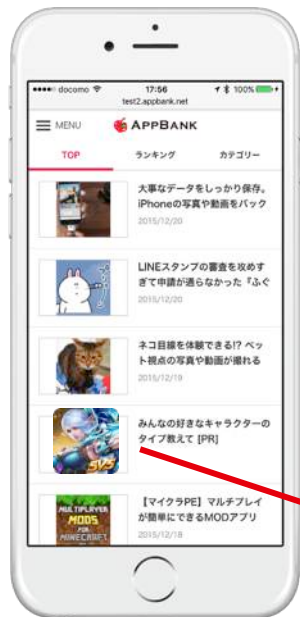 docomo 17:56 100%
test2.appbank.net
MENU APPBANK
TOP ランキング カテゴリー
大事なデータをしっかり保存。
iPhoneの写真や動画をバック
2015/12/20
LINEスタンプの審査を攻めす
ぎて申請が通らなかった『ふぐ
2015/12/20
ネコ目線を体験できる!? ペッ
ト視点の写真や動画が撮れる
2015/12/19
みんなの好きなキャラクターの
タイプ教えて [PR]
5V5
【マイクラPE】マルチプレイ
が簡単にできるMODアプリ
2015/12/18
MULTIPLAYER
MODS
FOR
MINECRAFT